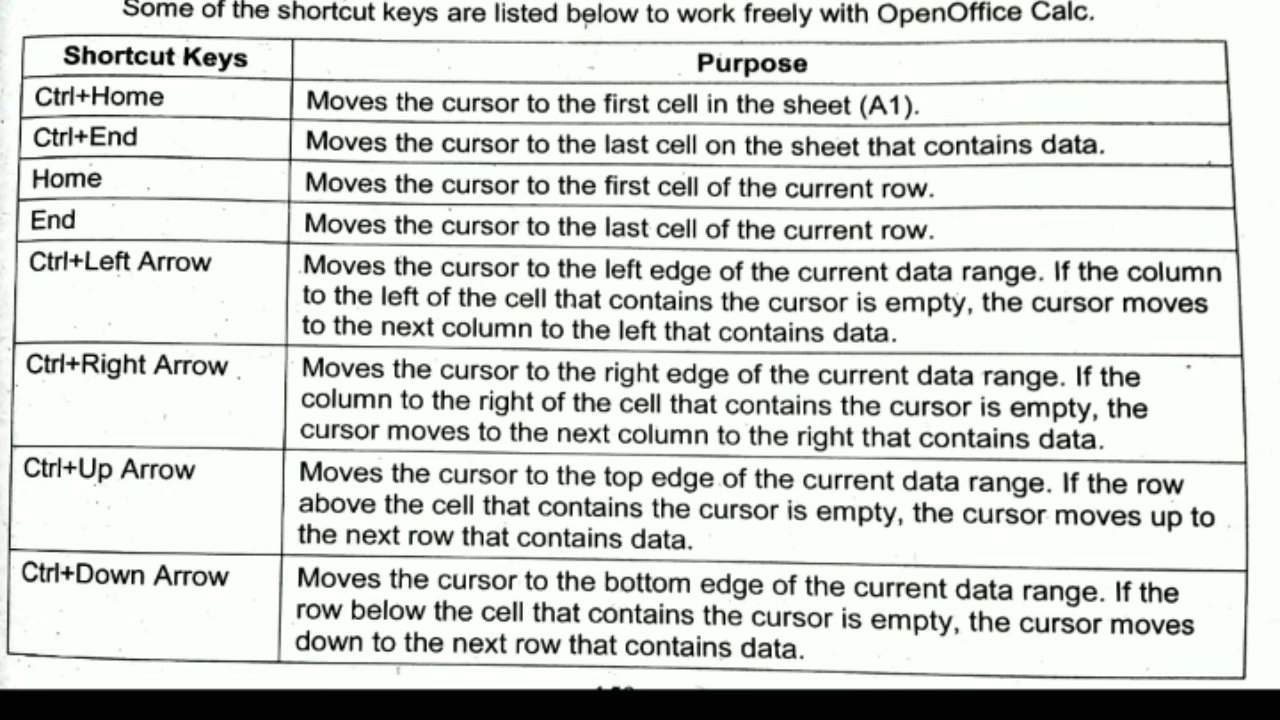 Some of the shortcut keys are listed below to work freely with OpenOffice Calc.
Shortcut Keys Purpose
Ctrl+Home Moves the cursor to the first cell in the sheet (A1).
Ctrl+End Moves the cursor to the last cell on the sheet that contains data.
Home Moves the cursor to the first cell of the current row.
End Moves the cursor to the last cell of the current row.
Ctrl+Left Arrow Moves the cursor to the left edge of the current data range. If the column
to the left of the cell that contains the cursor is empty, the cursor moves
to the next column to the left that contains data.
Ctrl+Right Arrow Moves the cursor to the right edge of the current data range. If the
column to the right of the cell that contains the cursor is empty, the
cursor moves to the next column to the right that contains data.
Ctrl+Up Arrow Moves the cursor to the top edge of the current data range. If the row
above the cell that contains the cursor is empty, the cursor moves up to
the next row that contains data.
Ctrl+Down Arrow Moves the cursor to the bottom edge of the current data range. If the
row below the cell that contains the cursor is empty, the cursor moves
down to the next row that contains data.